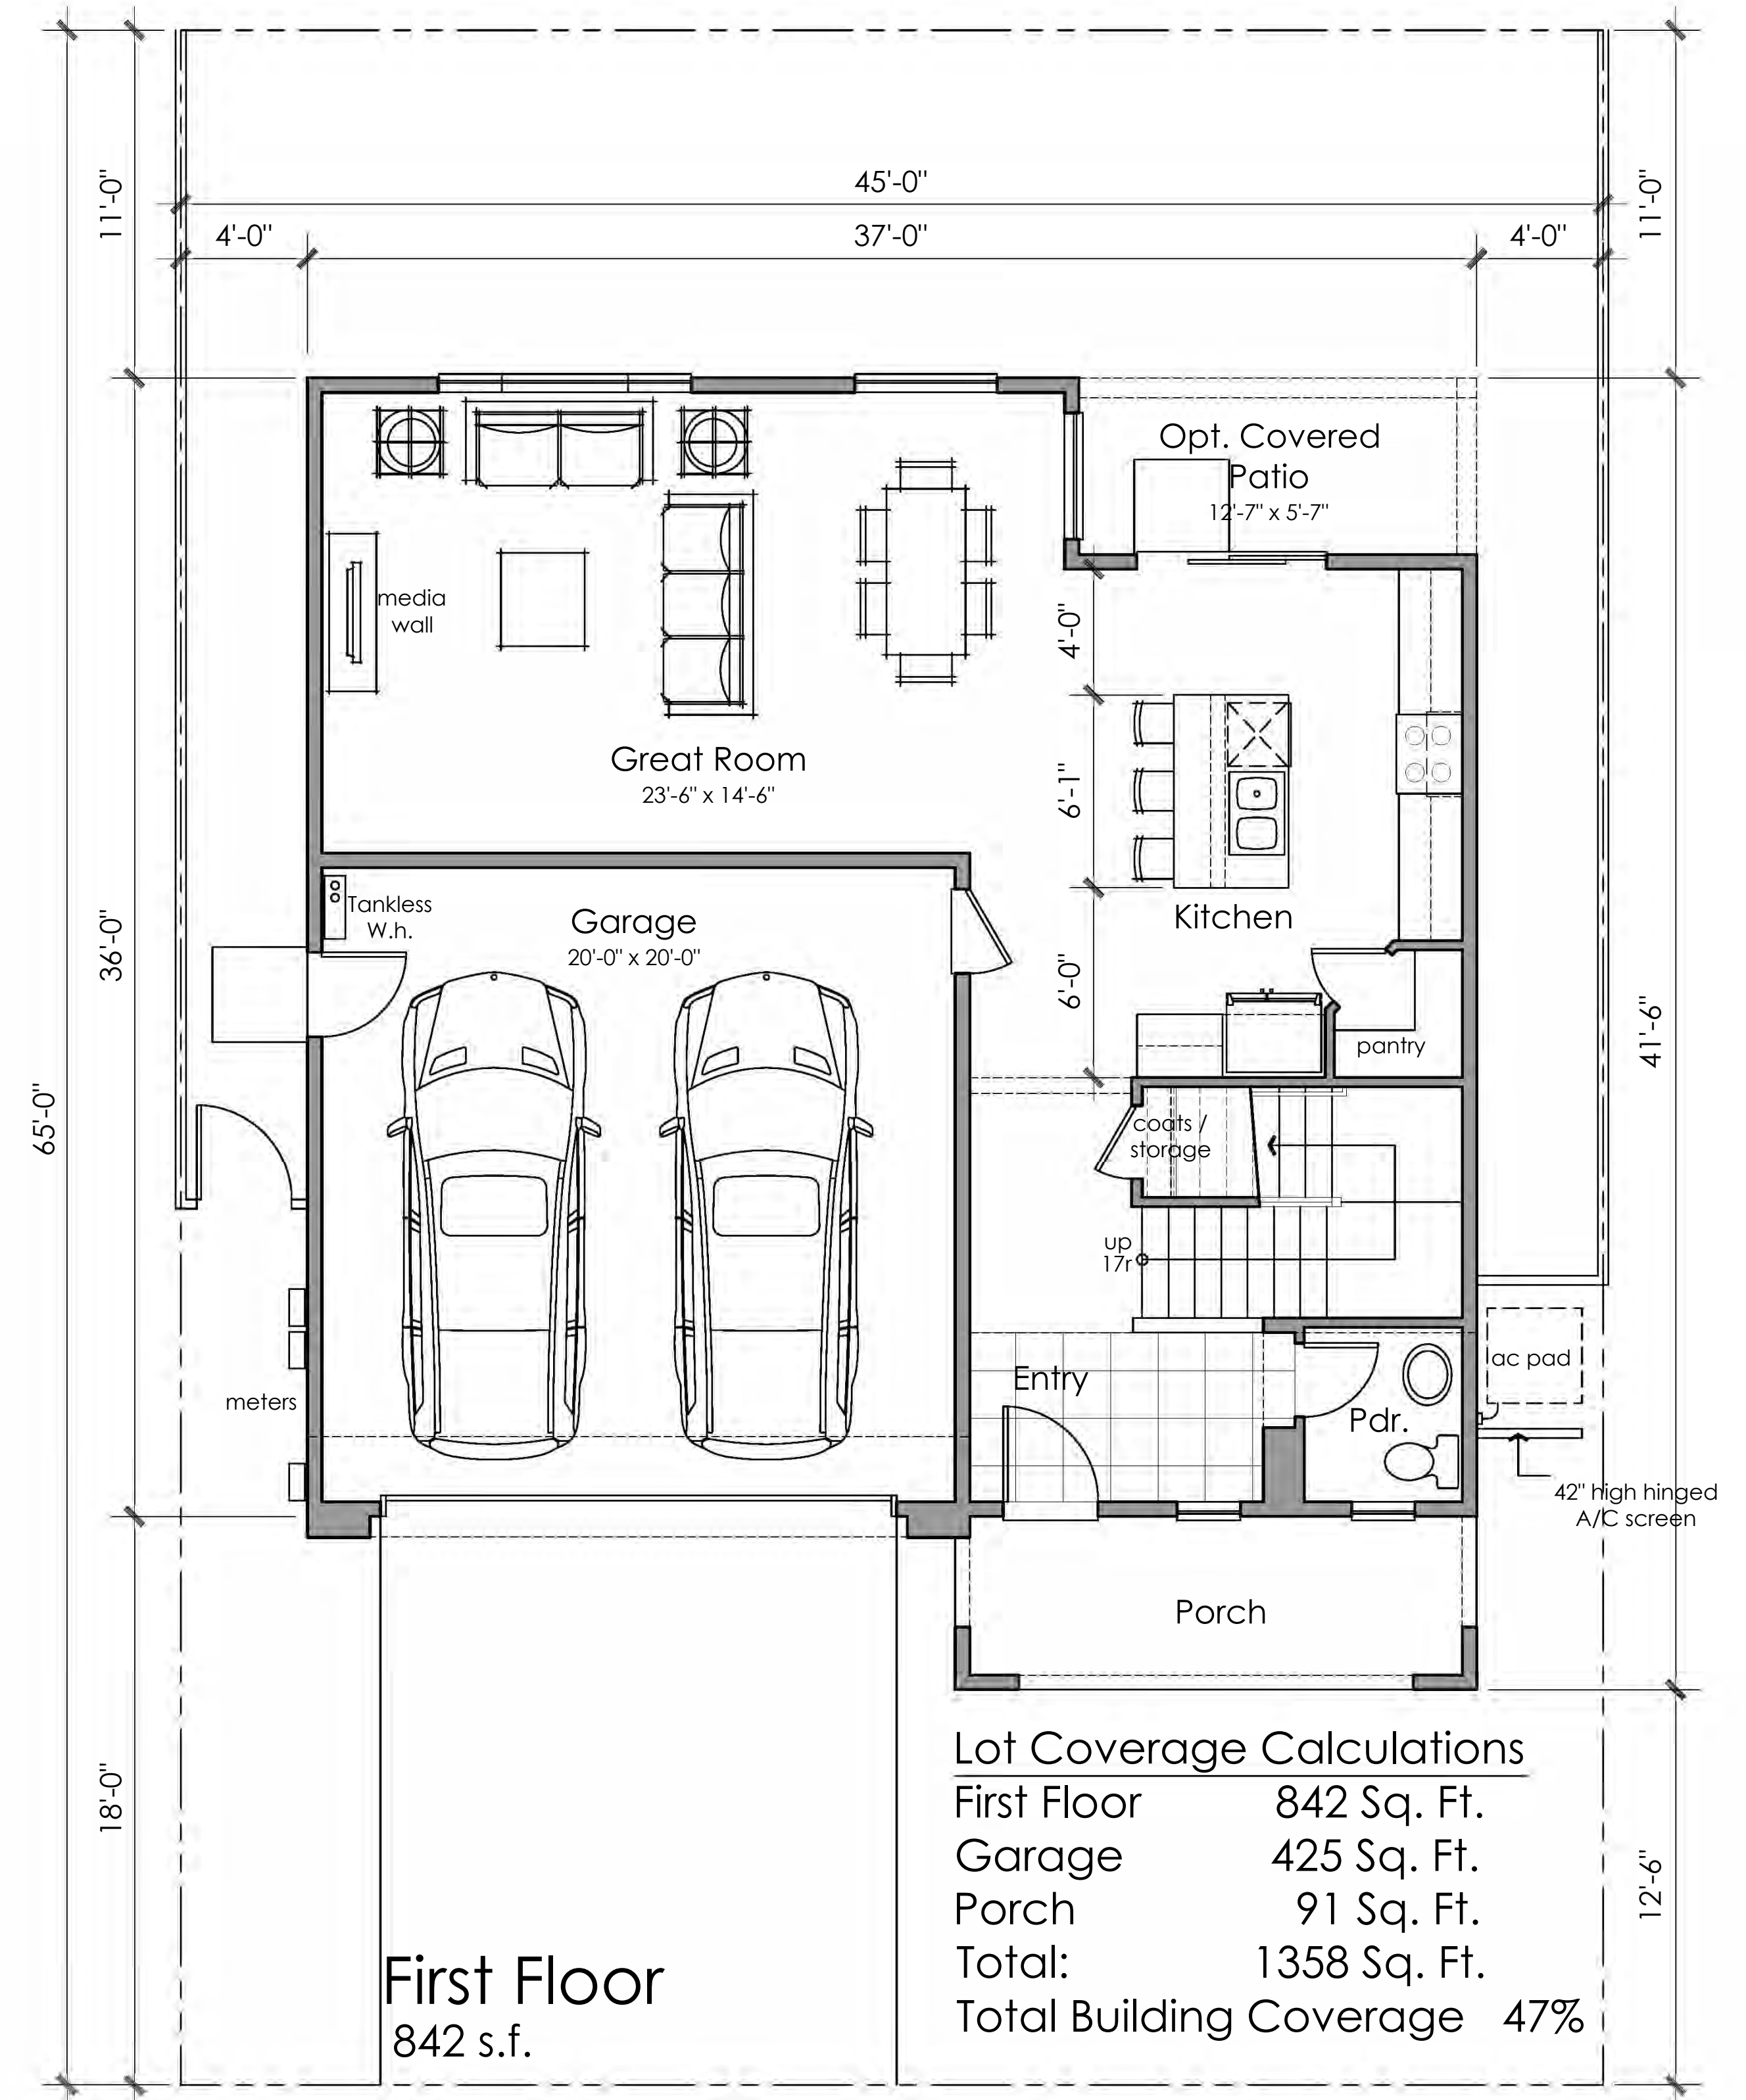 45'-0"
4'-0"
37'-0"
4'-0"
11'-0"
11'-0"
Opt. Covered
Patio
12'-7" x 5'-7"
media
wall
4'-0"
Great Room
23'-6" x 14'-6"
6'-1"
Kitchen
Tankless
W.h.
Garage
20'-0" x 20'-0"
36'-0"
6'-0"
pantry
41'-6"
65'-0"
coats /
storage
up
17r
Entry
ac pad
meters
Pdr.
42" high hinged
A/C screen
Porch
18'-0"
12'-6"
Lot Coverage Calculations
First Floor 842 Sq. Ft.
Garage 425 Sq. Ft.
Porch 91 Sq. Ft.
Total: 1358 Sq. Ft.
Total Building Coverage 47%
First Floor
842 s.f.